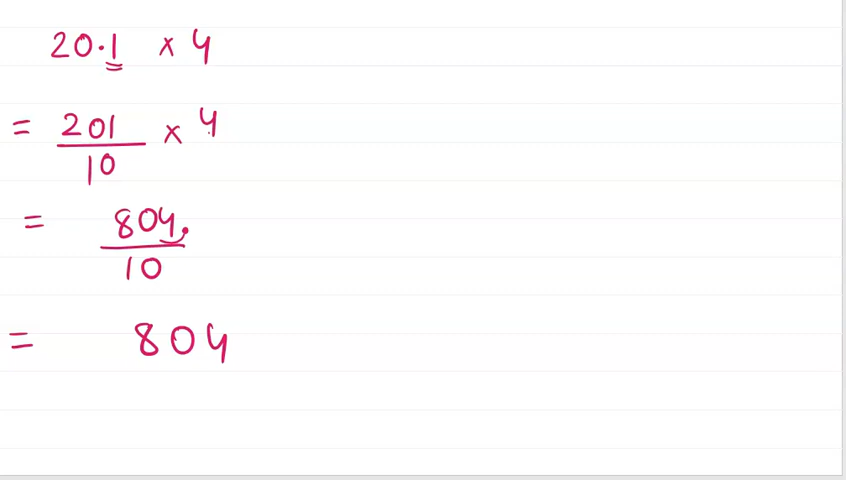 20.1 × 4
= 201/10 × 4
= 804./10
= 804